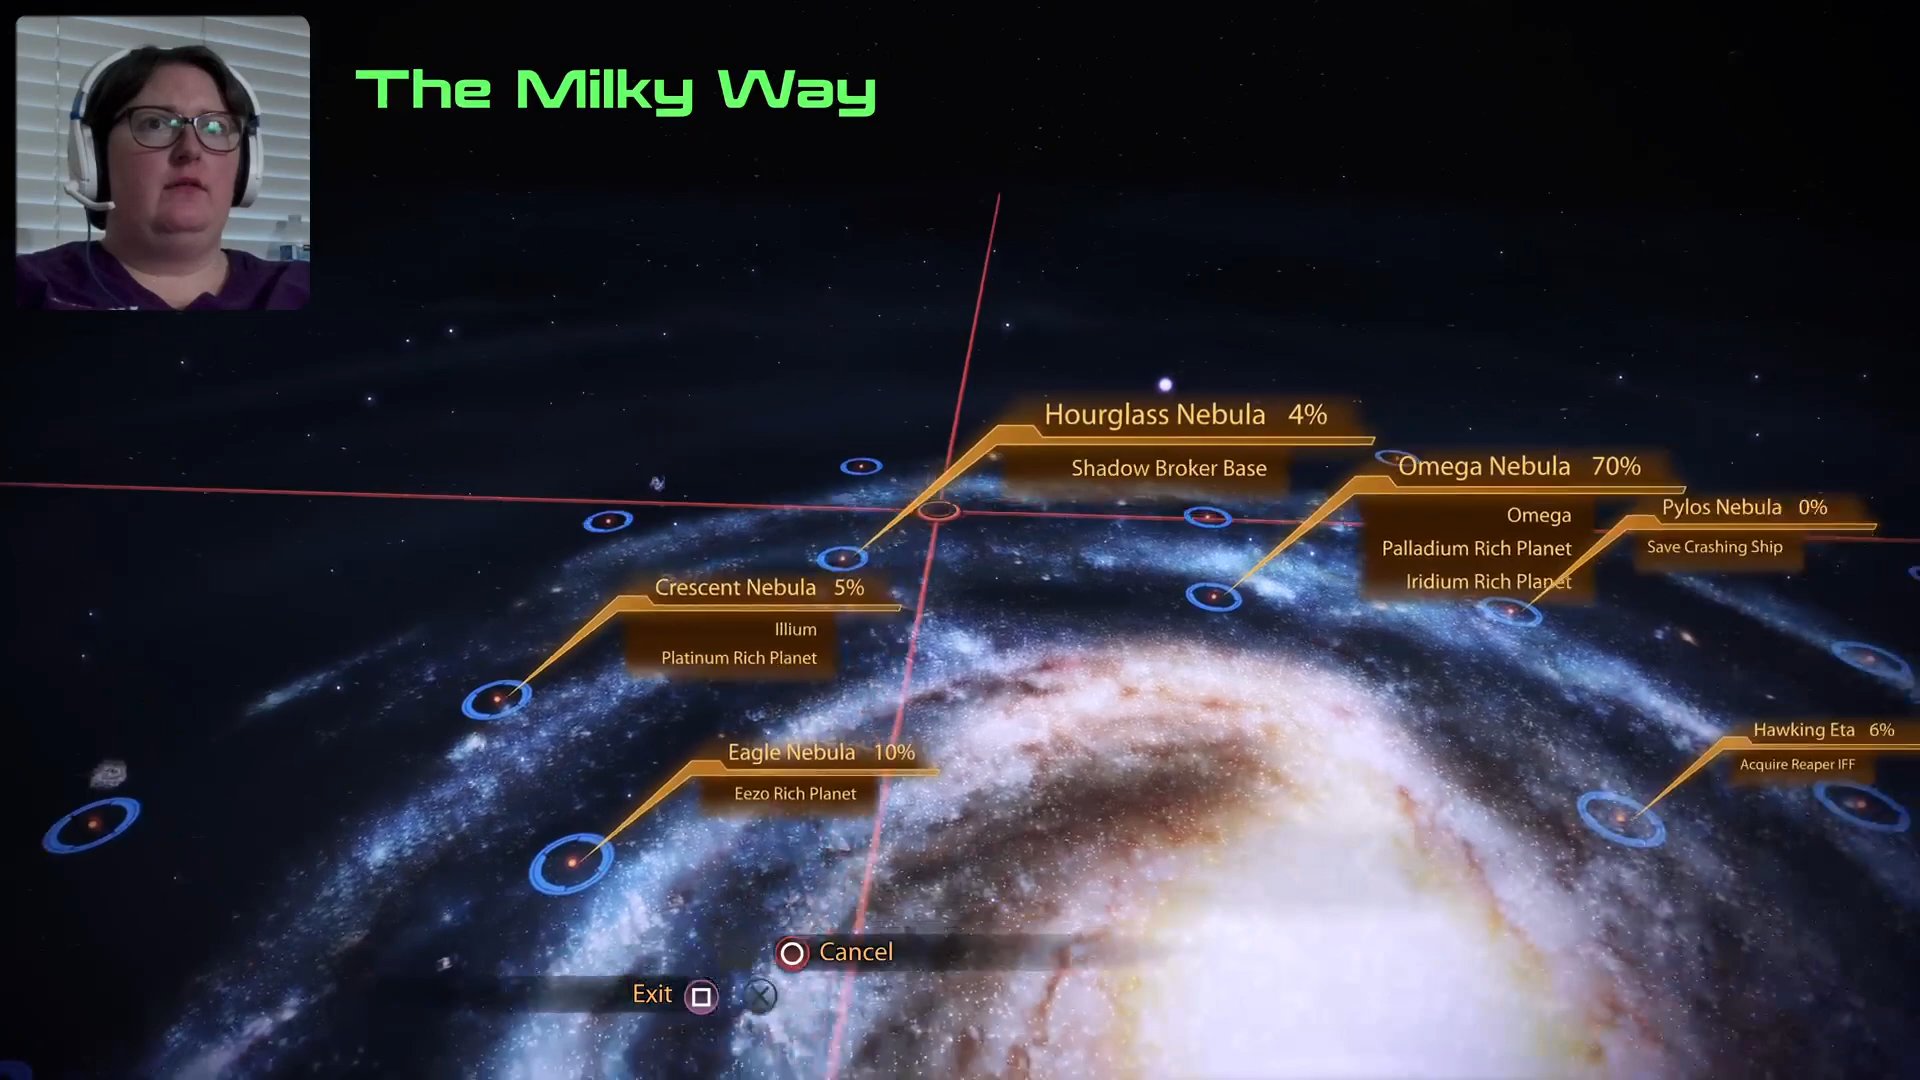 The Milky Way
Hourglass Nebula 4%
Shadow Broker Base
Omega Nebula 70%
Omega
Palladium Rich Planet
Iridium Rich Planet
Pylos Nebula 0%
Save Crashing Ship
Crescent Nebula 5%
Illium
Platinum Rich Planet
Eagle Nebula 10%
Eezo Rich Planet
Hawking Eta 6%
Acquire Reaper IFF
Cancel
Exit